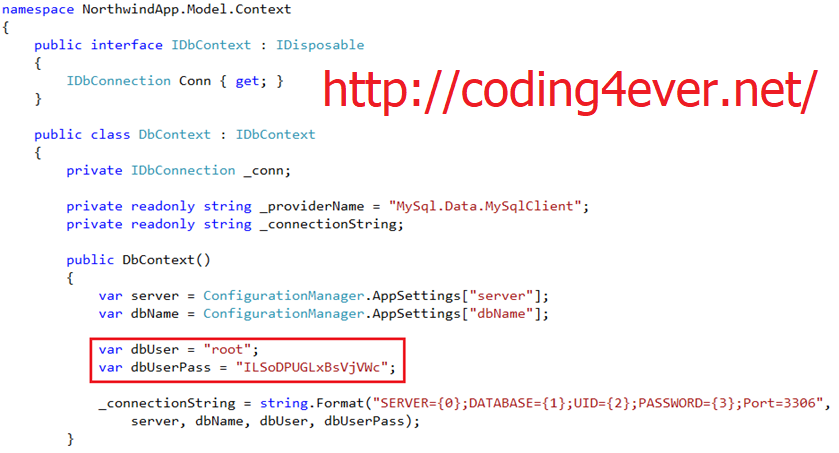 namespace NorthwindApp.Model.Context
{
    public interface IDbContext : IDisposable
    {
        IDbConnection Conn { get; }
    }
http://coding4ever.net/
    public class DbContext : IDbContext
    {
        private IDbConnection _conn;
        private readonly string _providerName = "MySql.Data.MySqlClient";
        private readonly string _connectionString;
        public DbContext()
        {
            var server = ConfigurationManager.AppSettings["server"];
            var dbName = ConfigurationManager.AppSettings["dbName"];
            var dbUser = "root";
            var dbUserPass = "ILSoDPUGLxBsVjVWc";
            _connectionString = string.Format("SERVER={0};DATABASE={1};UID={2};PASSWORD={3};Port=3306",
                server, dbName, dbUser, dbUserPass);
        }